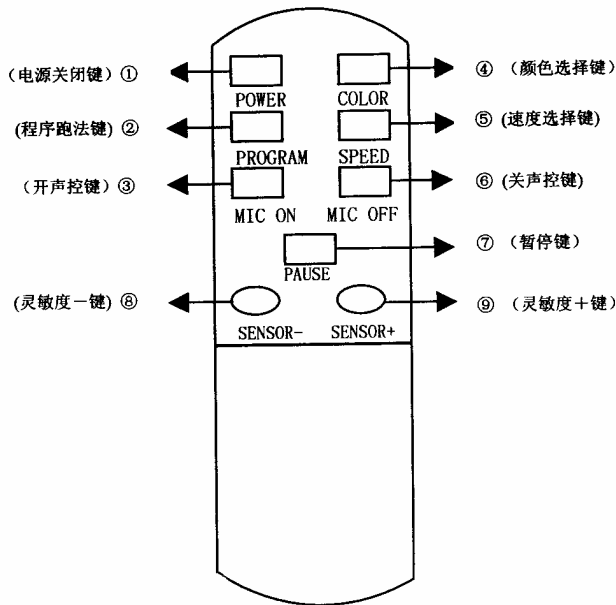 （电源关闭键）①
④ （颜色选择键）
POWER COLOR
(程序跑法键) ②
⑤ (速度选择键)
PROGRAM SPEED
（开声控键）③
⑥ (关声控键)
MIC ON MIC OFF
⑦ （暂停键）
PAUSE
(灵敏度－键) ⑧
⑨ （灵敏度＋键）
SENSOR- SENSOR+